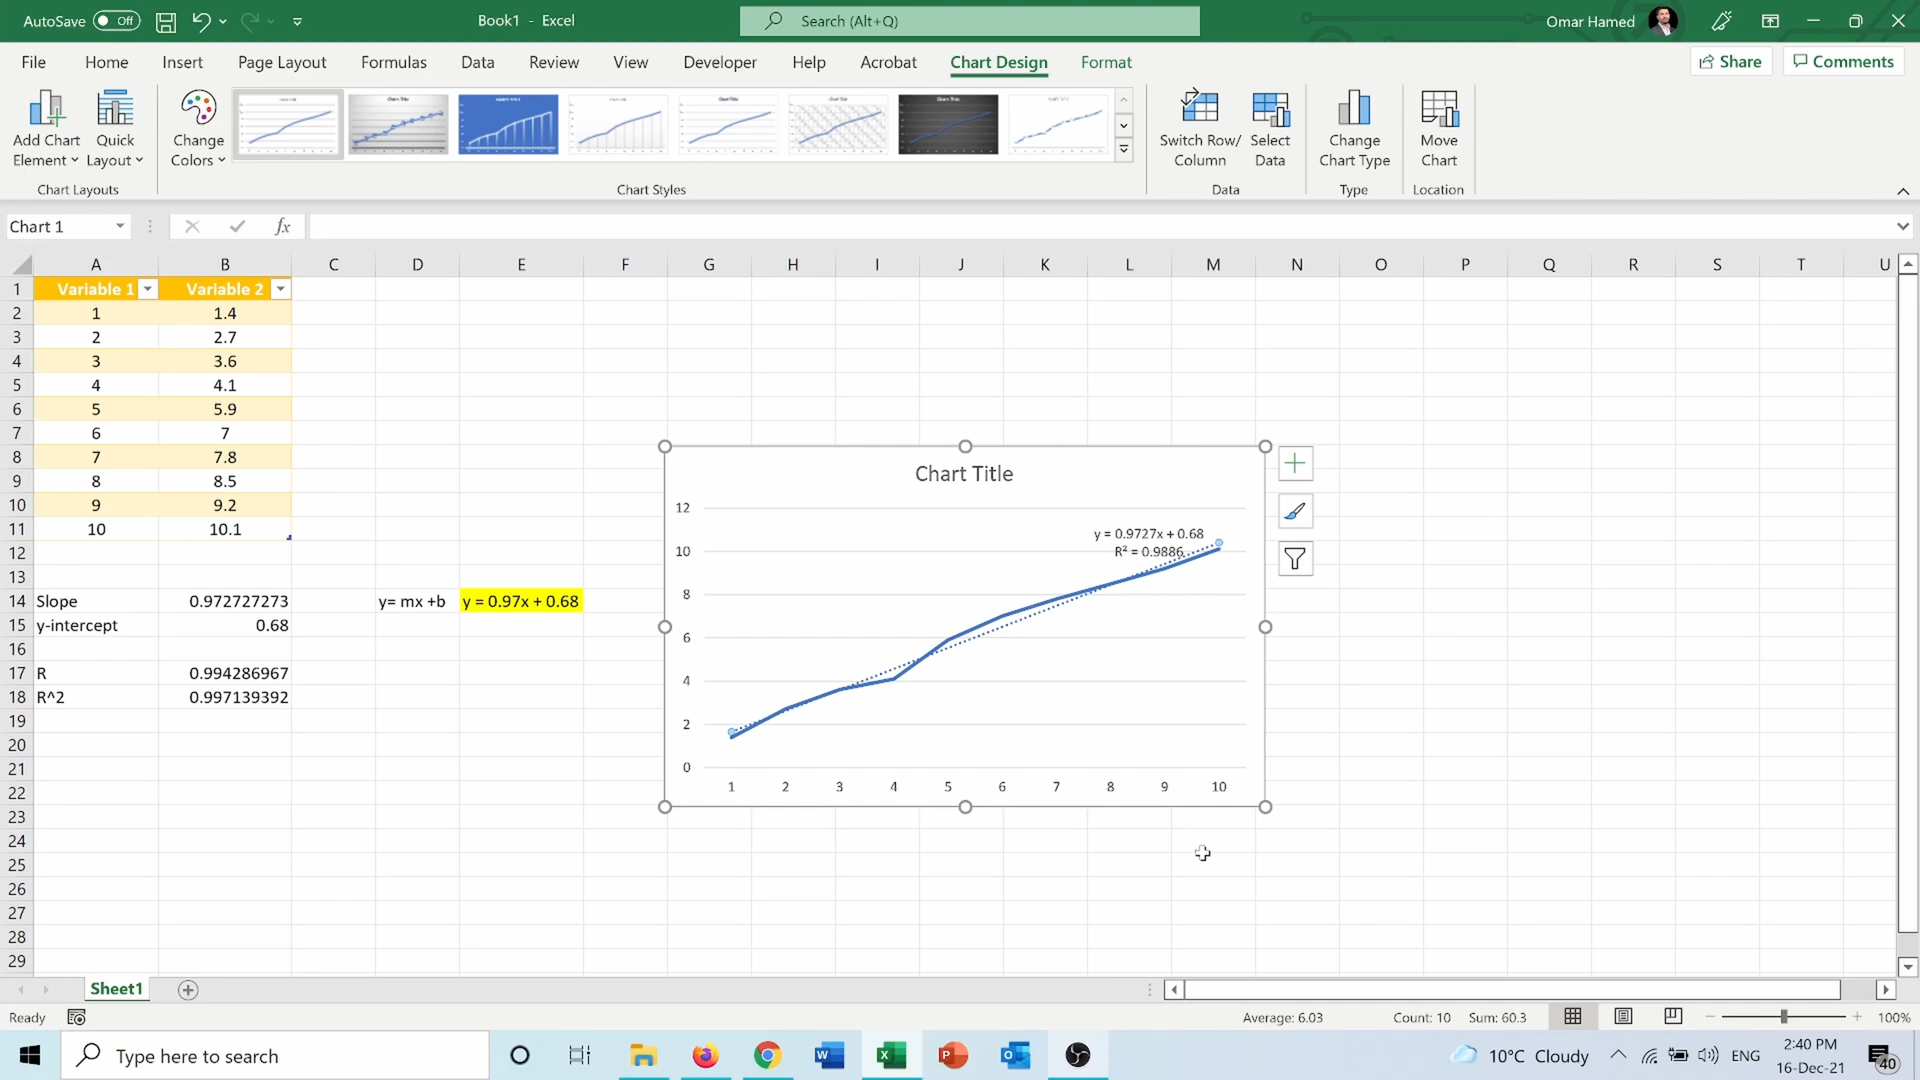 AutoSave Off
Book1 - Excel
Search (Alt+Q)
Omar Hamed
File Home Insert Page Layout Formulas Data Review View Developer Help Acrobat Chart Design Format
Share Comments
Add Chart Element
Quick Layout
Change Colors
Switch Row/ Column
Select Data
Change Chart Type
Move Chart
Chart Layouts Chart Styles Data Type Location
Chart 1 fx
A B C D E F G H I J K L M N O P Q R S T U
1 Variable 1 Variable 2
2 1 1.4
3 2 2.7
4 3 3.6
5 4 4.1
6 5 5.9
7 6 7
8 7 7.8
9 8 8.5
10 9 9.2
11 10 10.1
12
13
14 Slope 0.972727273 y= mx +b y = 0.97x + 0.68
15 y-intercept 0.68
16
17 R 0.994286967
18 R^2 0.997139392
19
20
21
22
23
24
25
26
27
28
29
Chart Title
y = 0.9727x + 0.68
R² = 0.9886
12
10
8
6
4
2
0
1 2 3 4 5 6 7 8 9 10
Sheet1
Ready Average: 6.03 Count: 10 Sum: 60.3 100%
Type here to search
10°C Cloudy ENG
2:40 PM
16-Dec-21
40